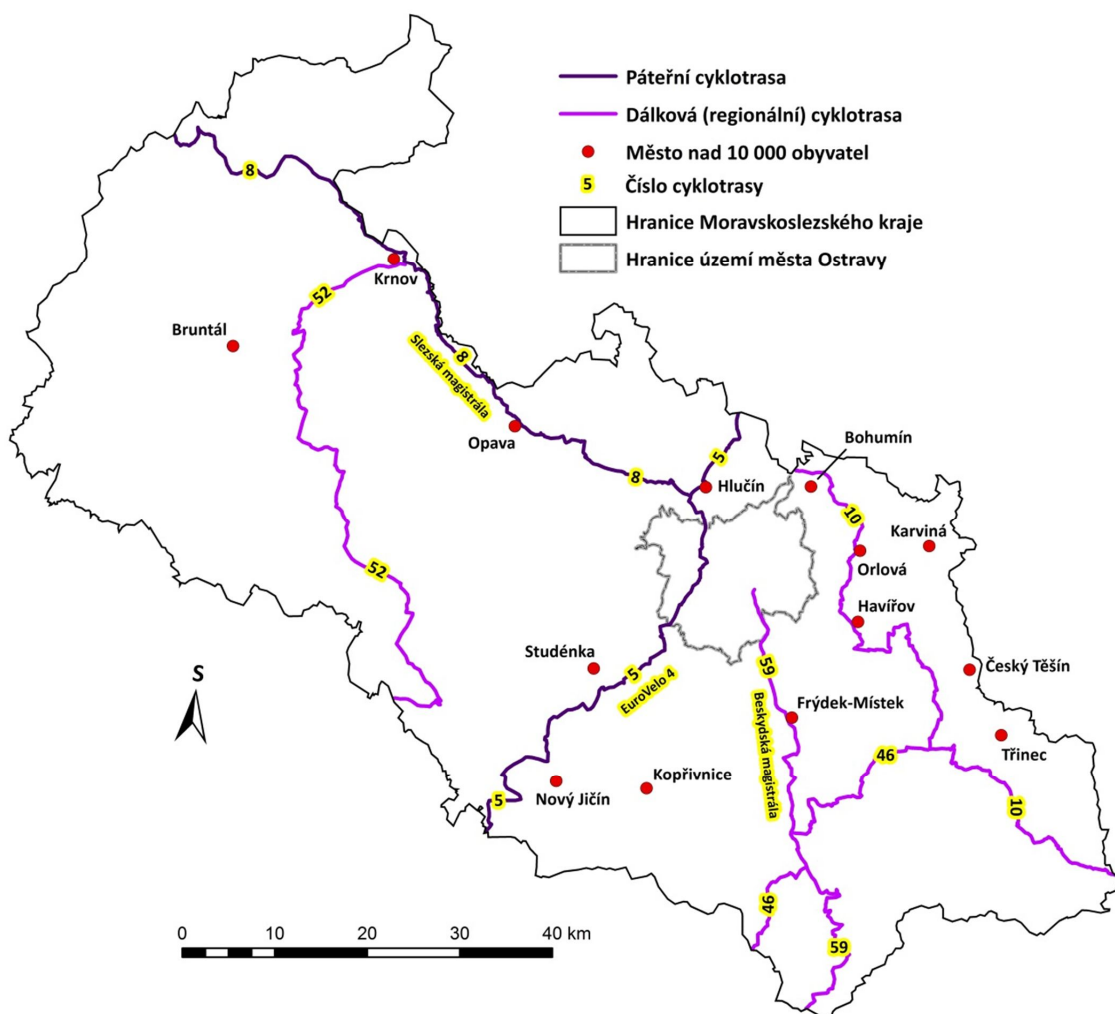 Páteřní cyklotrasa
Dálková (regionální) cyklotrasa
Město nad 10 000 obyvatel
5 Číslo cyklotrasy
Hranice Moravskoslezského kraje
Hranice území města Ostravy
8
Krnov
52
Bruntál
8
Slezská magistrála
Opava
8
5
Hlučín
Bohumín
10
Karviná
Orlová
52
Havířov
Studénka
5
EuroVelo 4
59
Český Těšín
S
Frýdek-Místek
Beskydská magistrála
46
Třinec
5
Nový Jičín
Kopřivnice
10
46
59
0 10 20 30 40 km